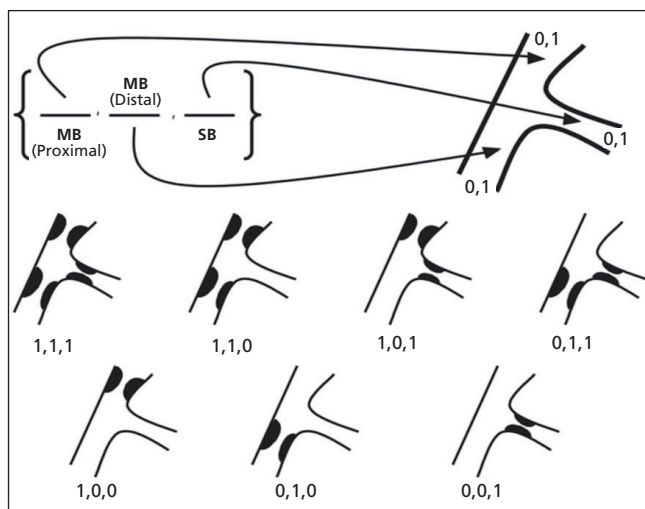 MB
(Distal)
{ , , }
MB
(Proximal)
SB
0,1
0,1
0,1
1,1,1
1,1,0
1,0,1
0,1,1
1,0,0
0,1,0
0,0,1